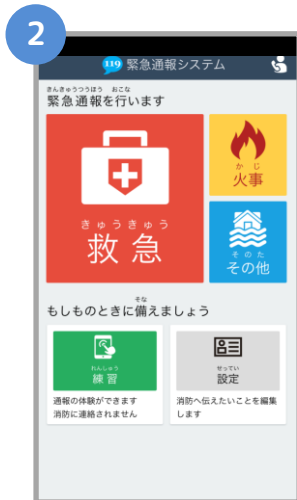 2
119 緊急通報システム
きんきゅうつうほう おこな
緊急通報を行います
きゅうきゅう
救急
かじ
火事
そのた
その他
そな
もしものときに備えましょう
れんしゅう
練習
通報の体験ができます
消防に連絡されません
せってい
設定
消防へ伝えたいことを編集
します